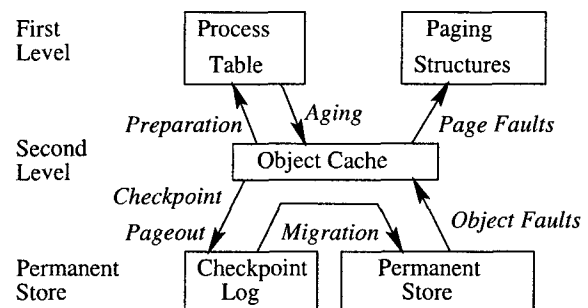 First
Level
Process
Table
Paging
Structures
Preparation
Aging
Page Faults
Second
Level
Object Cache
Checkpoint
Pageout
Migration
Object Faults
Permanent
Store
Checkpoint
Log
Permanent
Store